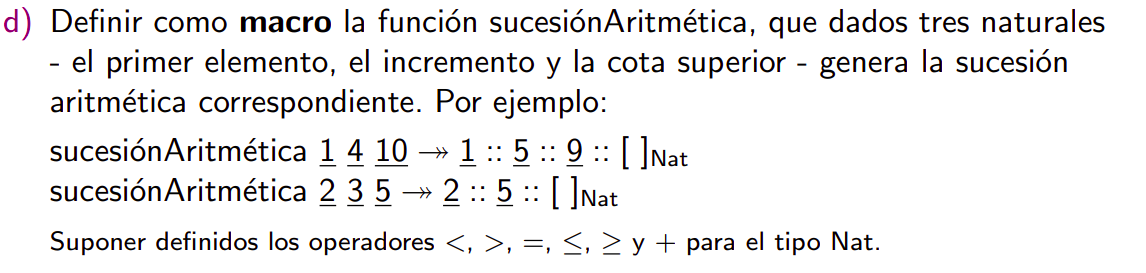 d) Definir como macro la función sucesiónAritmética, que dados tres naturales
- el primer elemento, el incremento y la cota superior - genera la sucesión
aritmética correspondiente. Por ejemplo:
sucesiónAritmética 1 4 10 ↠ 1 :: 5 :: 9 :: [ ]Nat
sucesiónAritmética 2 3 5 ↠ 2 :: 5 :: [ ]Nat
Suponer definidos los operadores <, >, =, ≤, ≥ y + para el tipo Nat.